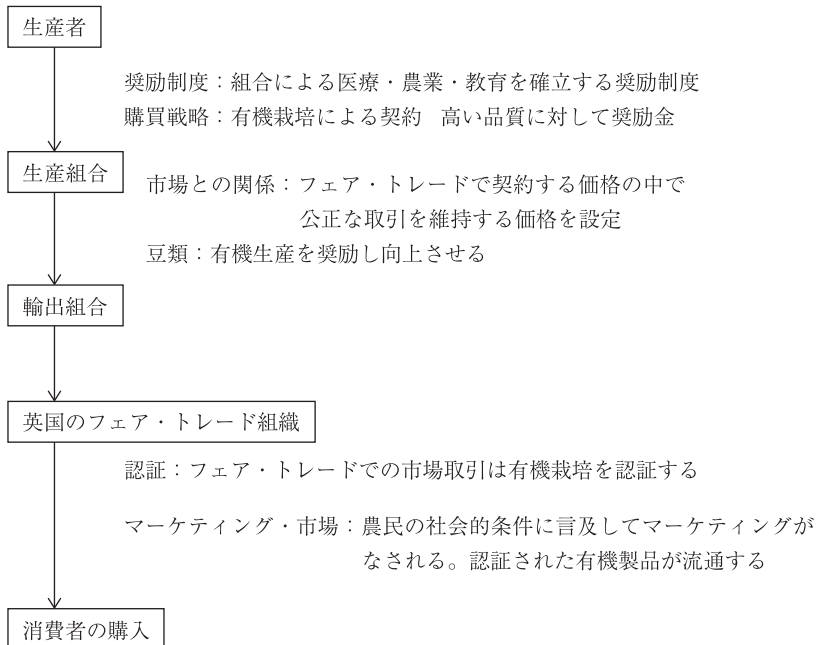 生産者
奨励制度：組合による医療・農業・教育を確立する奨励制度
購買戦略：有機栽培による契約　高い品質に対して奨励金
生産組合
市場との関係：フェア・トレードで契約する価格の中で
公正な取引を維持する価格を設定
豆類：有機生産を奨励し向上させる
輸出組合
英国のフェア・トレード組織
認証：フェア・トレードでの市場取引は有機栽培を認証する
マーケティング・市場：農民の社会的条件に言及してマーケティングが
なされる。認証された有機製品が流通する
消費者の購入